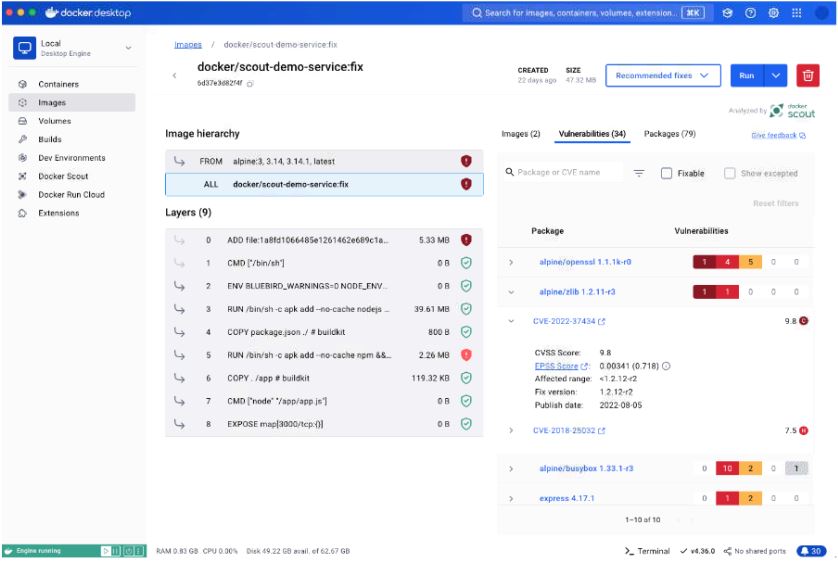 docker.desktop
Search for images, containers, volumes, extension... ⌘K
Local
Desktop Engine
Containers
Images
Volumes
Builds
Dev Environments
Docker Scout
Docker Run Cloud
Extensions
Images / docker/scout-demo-service:fix
docker/scout-demo-service:fix
6d37e3d82f4f
CREATED
22 days ago
SIZE
47.32 MB
Recommended fixes
Run
Analyzed by docker scout
Image hierarchy
FROM alpine:3, 3.14, 3.14.1, latest
ALL docker/scout-demo-service:fix
Layers (9)
0 ADD file:1a8fd1066485e1261462e689c1a... 5.33 MB
1 CMD ["/bin/sh"] 0 B
2 ENV BLUEBIRD_WARNINGS=0 NODE_ENV... 0 B
3 RUN /bin/sh -c apk add --no-cache nodejs ... 39.61 MB
4 COPY package.json ./ # buildkit 800 B
5 RUN /bin/sh -c apk add --no-cache npm &&... 2.26 MB
6 COPY . /app # buildkit 119.32 KB
7 CMD ["node" "/app/app.js"] 0 B
8 EXPOSE map[3000/tcp:{}] 0 B
Images (2) Vulnerabilities (34) Packages (79) Give feedback
Package or CVE name Fixable Show excepted
Reset filters
Package Vulnerabilities
alpine/openssl 1.1.1k-r0 1 4 5 0 0
alpine/zlib 1.2.11-r3 1 1 0 0 0
CVE-2022-37434 9.8 C
CVSS Score: 9.8
EPSS Score : 0.00341 (0.718)
Affected range: <1.2.12-r2
Fix version: 1.2.12-r2
Publish date: 2022-08-05
CVE-2018-25032 7.5 H
alpine/busybox 1.33.1-r3 0 10 2 0 1
express 4.17.1 0 1 2 0 0
1–10 of 10
Engine running RAM 0.83 GB CPU 0.00% Disk 49.22 GB avail. of 62.67 GB Terminal v4.36.0 No shared ports 30